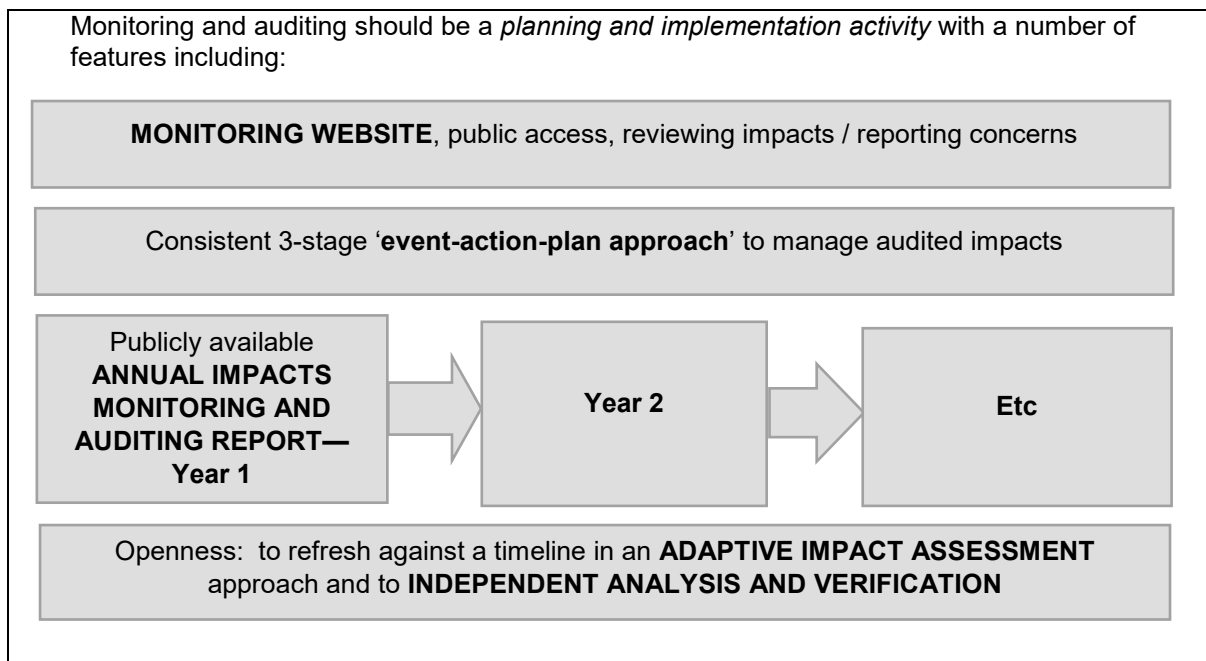 Monitoring and auditing should be a planning and implementation activity with a number of
features including:
MONITORING WEBSITE, public access, reviewing impacts / reporting concerns
Consistent 3-stage ‘event-action-plan approach’ to manage audited impacts
Publicly available
ANNUAL IMPACTS
MONITORING AND
AUDITING REPORT—
Year 1
Year 2
Etc
Openness:  to refresh against a timeline in an ADAPTIVE IMPACT ASSESSMENT
approach and to INDEPENDENT ANALYSIS AND VERIFICATION